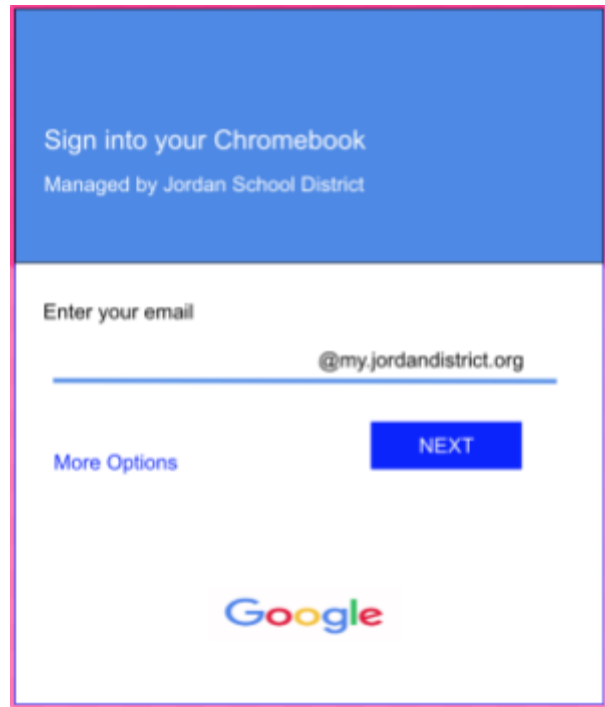 Sign into your Chromebook
Managed by Jordan School District
Enter your email
@my.jordandistrict.org
NEXT
More Options
Google